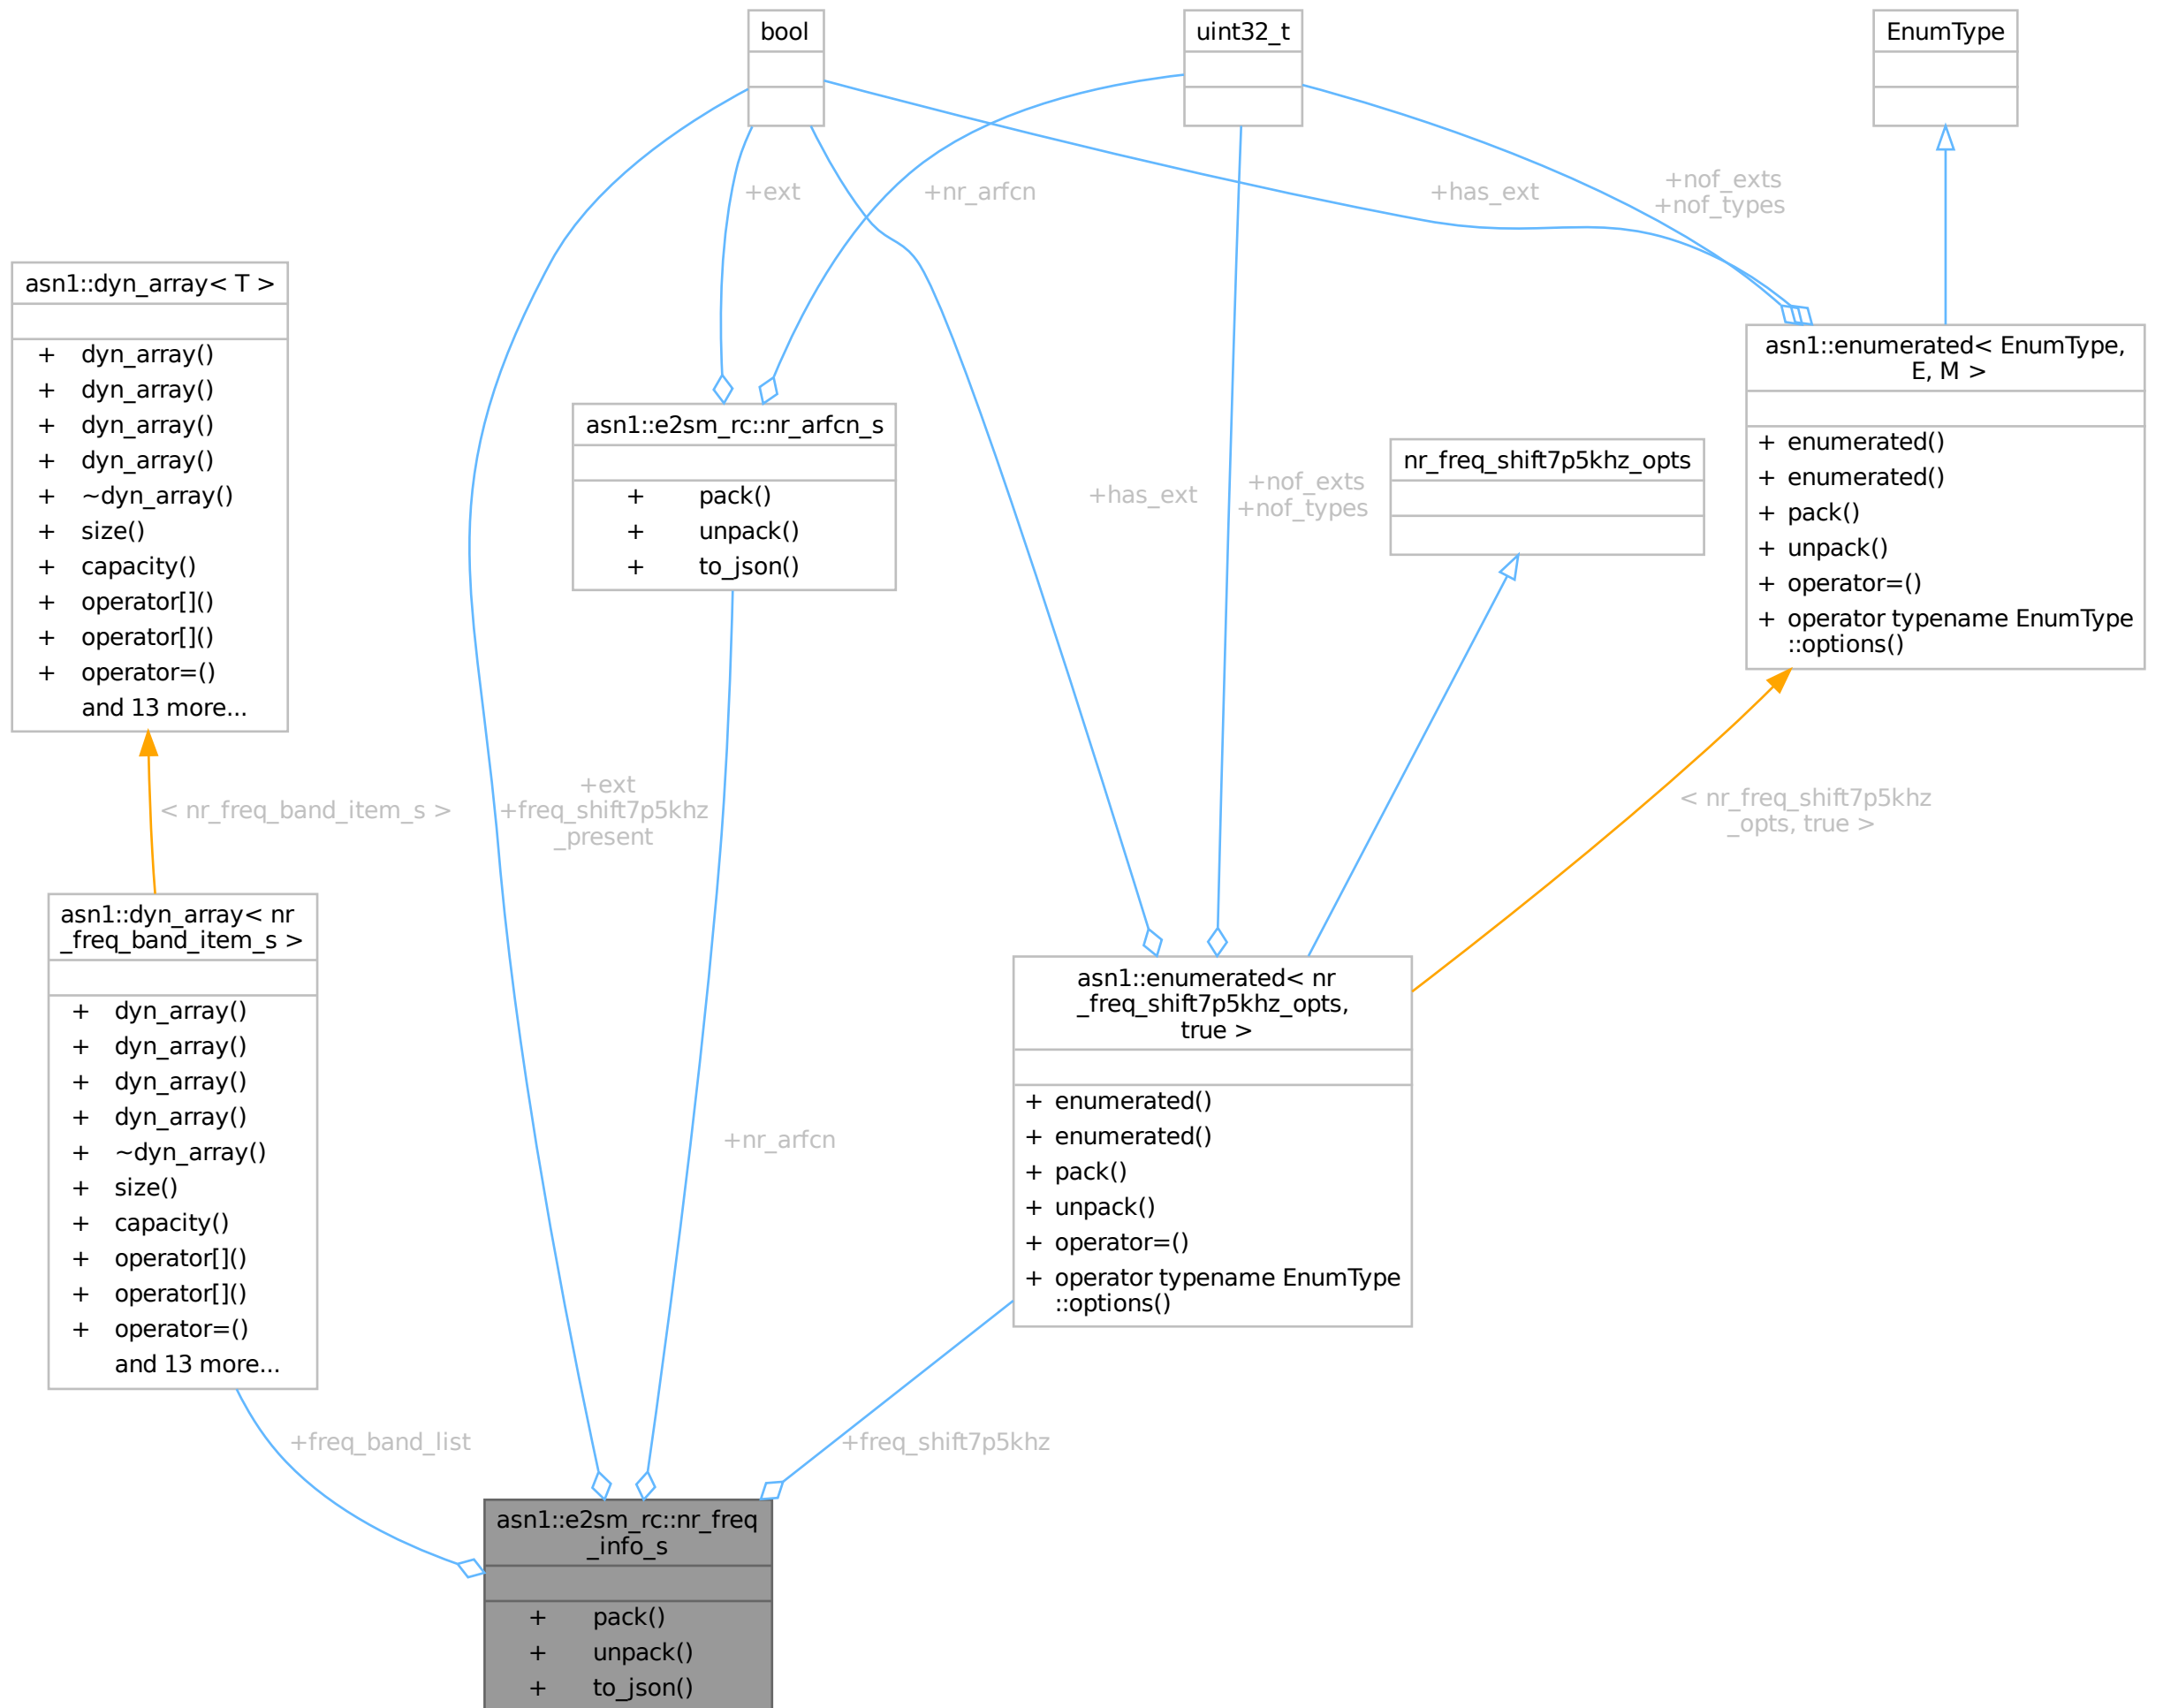 bool
uint32_t
EnumType
+ext
+nr_arfcn
+has_ext
+nof_exts
+nof_types
asn1::dyn_array< T >
+ dyn_array()
+ dyn_array()
+ dyn_array()
+ dyn_array()
+ ~dyn_array()
+ size()
+ capacity()
+ operator[]()
+ operator[]()
+ operator=()
and 13 more...
asn1::e2sm_rc::nr_arfcn_s
+ pack()
+ unpack()
+ to_json()
+has_ext
+nof_exts
+nof_types
nr_freq_shift7p5khz_opts
asn1::enumerated< EnumType,
E, M >
+ enumerated()
+ enumerated()
+ pack()
+ unpack()
+ operator=()
+ operator typename EnumType
::options()
< nr_freq_band_item_s >
+ext
+freq_shift7p5khz
_present
< nr_freq_shift7p5khz
_opts, true >
asn1::dyn_array< nr
_freq_band_item_s >
+ dyn_array()
+ dyn_array()
+ dyn_array()
+ dyn_array()
+ ~dyn_array()
+ size()
+ capacity()
+ operator[]()
+ operator[]()
+ operator=()
and 13 more...
+nr_arfcn
asn1::enumerated< nr
_freq_shift7p5khz_opts,
true >
+ enumerated()
+ enumerated()
+ pack()
+ unpack()
+ operator=()
+ operator typename EnumType
::options()
+freq_band_list
+freq_shift7p5khz
asn1::e2sm_rc::nr_freq
_info_s
+ pack()
+ unpack()
+ to_json()